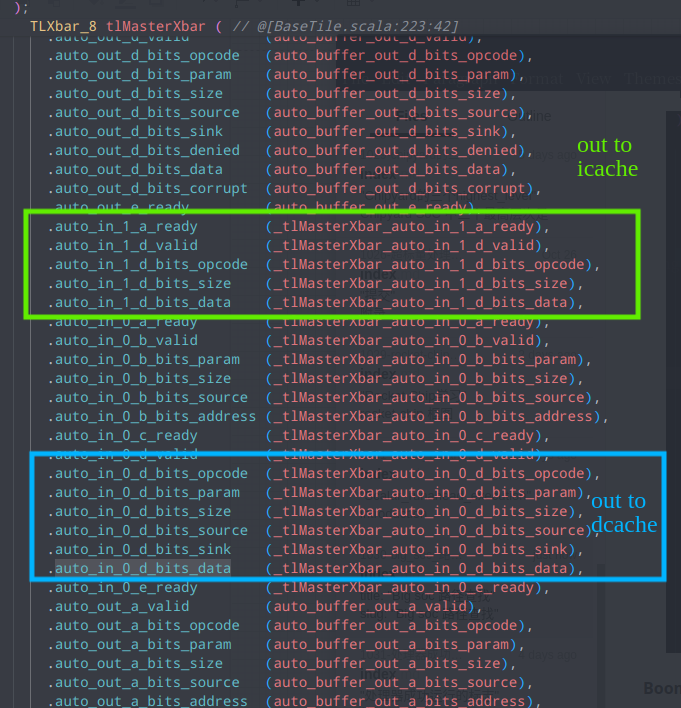 );
TLXbar_8 tlMasterXbar ( // @[BaseTile.scala:223:42]
.auto_out_d_valid (auto_buffer_out_d_valid),
.auto_out_d_bits_opcode (auto_buffer_out_d_bits_opcode),
.auto_out_d_bits_param (auto_buffer_out_d_bits_param),
.auto_out_d_bits_size (auto_buffer_out_d_bits_size),
.auto_out_d_bits_source (auto_buffer_out_d_bits_source),
.auto_out_d_bits_sink (auto_buffer_out_d_bits_sink),
.auto_out_d_bits_denied (auto_buffer_out_d_bits_denied),
.auto_out_d_bits_data (auto_buffer_out_d_bits_data),
.auto_out_d_bits_corrupt (auto_buffer_out_d_bits_corrupt),
out to
icache
.auto_out_e_ready (auto_buffer_out_e_ready),
.auto_in_1_a_ready (_tlMasterXbar_auto_in_1_a_ready),
.auto_in_1_d_valid (_tlMasterXbar_auto_in_1_d_valid),
.auto_in_1_d_bits_opcode (_tlMasterXbar_auto_in_1_d_bits_opcode),
.auto_in_1_d_bits_size (_tlMasterXbar_auto_in_1_d_bits_size),
.auto_in_1_d_bits_data (_tlMasterXbar_auto_in_1_d_bits_data),
.auto_in_0_a_ready (_tlMasterXbar_auto_in_0_a_ready),
.auto_in_0_b_valid (_tlMasterXbar_auto_in_0_b_valid),
.auto_in_0_b_bits_param (_tlMasterXbar_auto_in_0_b_bits_param),
.auto_in_0_b_bits_size (_tlMasterXbar_auto_in_0_b_bits_size),
.auto_in_0_b_bits_source (_tlMasterXbar_auto_in_0_b_bits_source),
.auto_in_0_b_bits_address (_tlMasterXbar_auto_in_0_b_bits_address),
.auto_in_0_c_ready (_tlMasterXbar_auto_in_0_c_ready),
.auto_in_0_d_valid (_tlMasterXbar_auto_in_0_d_valid),
.auto_in_0_d_bits_opcode (_tlMasterXbar_auto_in_0_d_bits_opcode),
.auto_in_0_d_bits_param (_tlMasterXbar_auto_in_0_d_bits_param),
.auto_in_0_d_bits_size (_tlMasterXbar_auto_in_0_d_bits_size),
.auto_in_0_d_bits_source (_tlMasterXbar_auto_in_0_d_bits_source),
.auto_in_0_d_bits_sink (_tlMasterXbar_auto_in_0_d_bits_sink),
.auto_in_0_d_bits_data (_tlMasterXbar_auto_in_0_d_bits_data),
out to
dcache
.auto_in_0_e_ready (_tlMasterXbar_auto_in_0_e_ready),
.auto_out_a_valid (auto_buffer_out_a_valid),
.auto_out_a_bits_opcode (auto_buffer_out_a_bits_opcode),
.auto_out_a_bits_param (auto_buffer_out_a_bits_param),
.auto_out_a_bits_size (auto_buffer_out_a_bits_size),
.auto_out_a_bits_source (auto_buffer_out_a_bits_source),
.auto_out_a_bits_address (auto_buffer_out_a_bits_address),